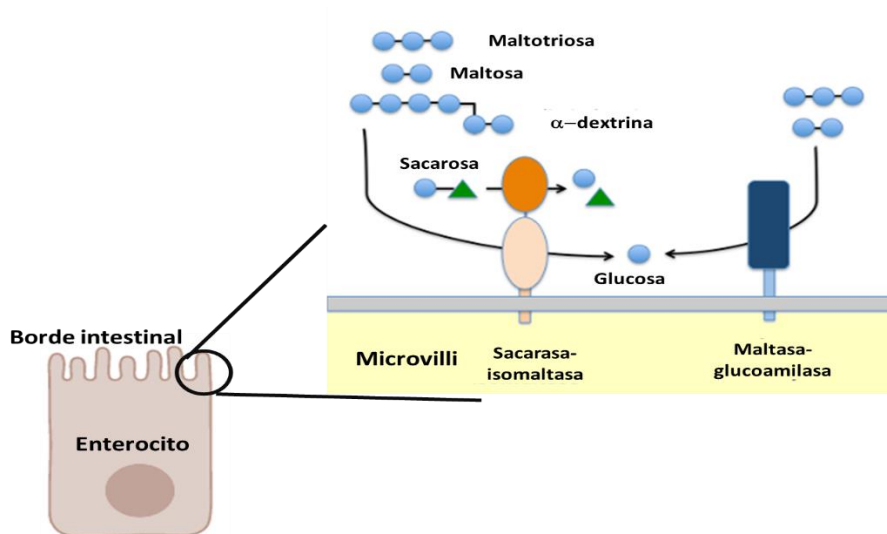 Maltotriosa
Maltosa
α–dextrina
Sacarosa
Glucosa
Borde intestinal
Microvilli
Sacarasa-
isomaltasa
Maltasa-
glucoamilasa
Enterocito